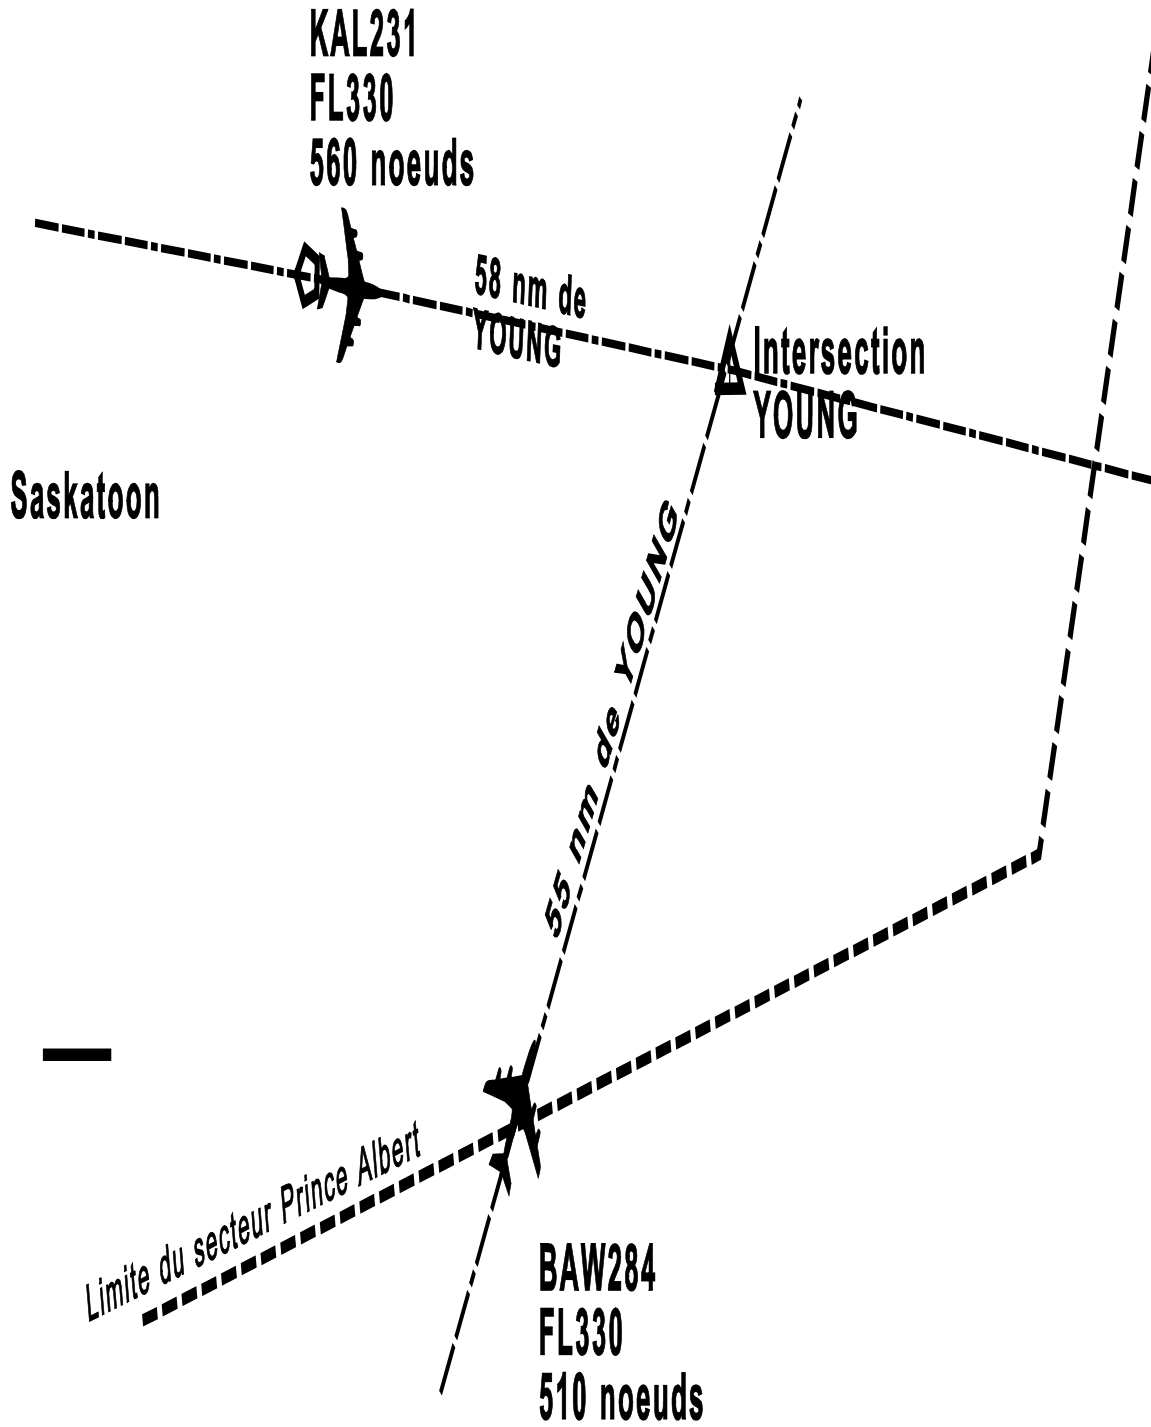 KAL231
FL330
560 noeuds
58 nm de
YOUNG
Intersection
YOUNG
Saskatoon
55 nm de YOUNG
Limite du secteur Prince Albert
BAW284
FL330
510 noeuds